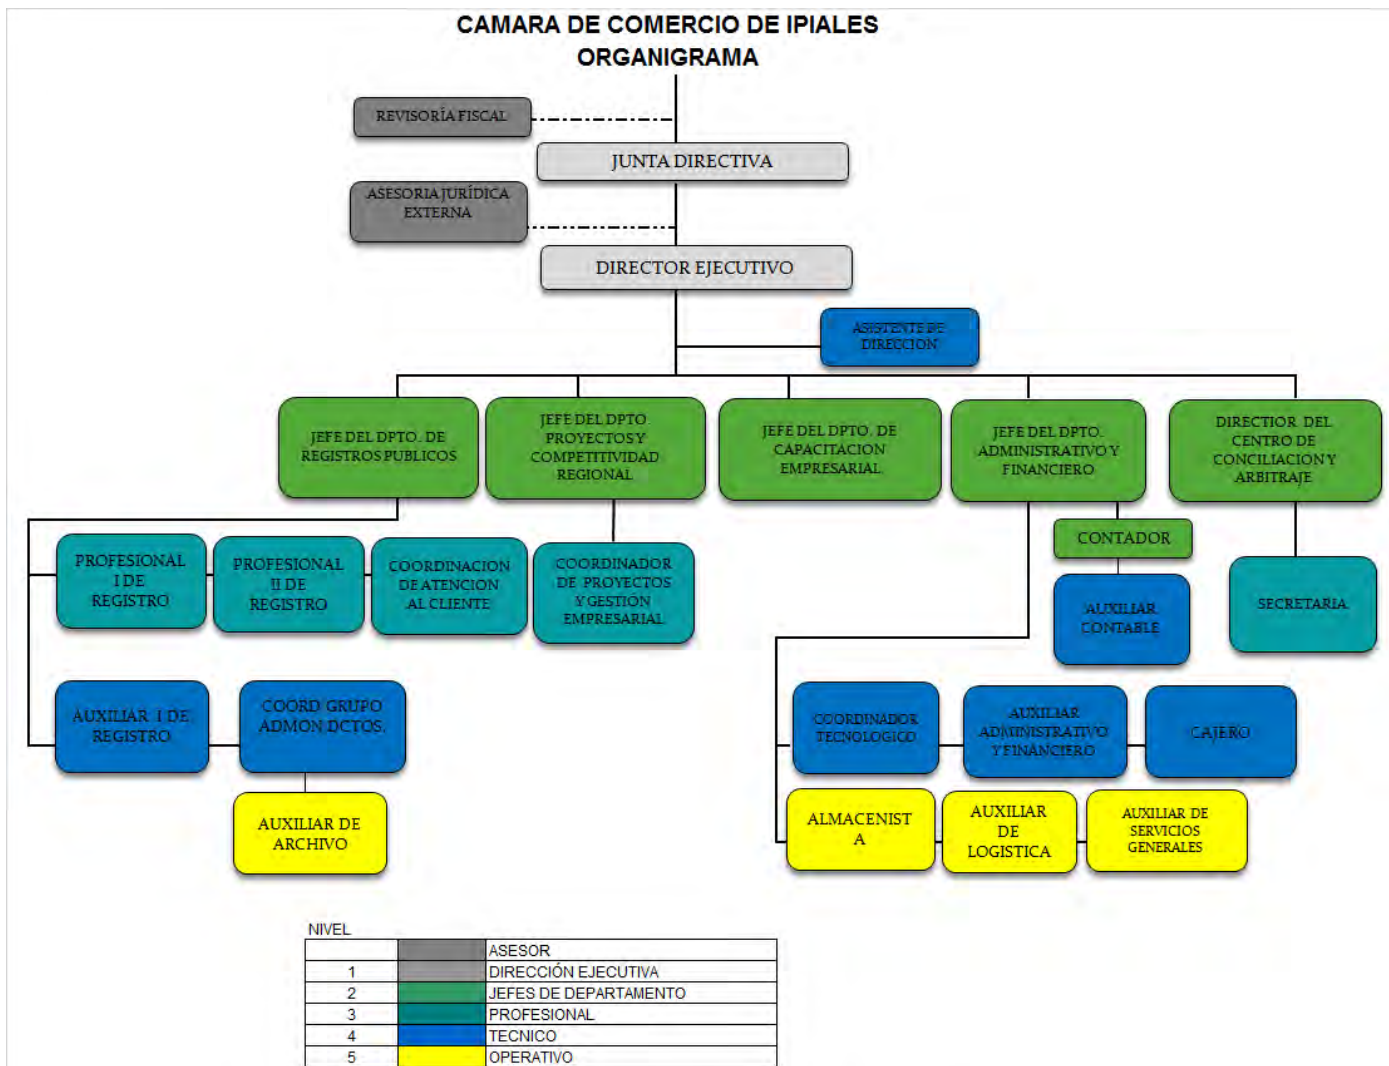 CAMARA DE COMERCIO DE IPIALES
ORGANIGRAMA
REVISORÍA FISCAL
JUNTA DIRECTIVA
ASESORIA JURÍDICA
EXTERNA
DIRECTOR EJECUTIVO
ASISTENTE DE
DIRECCION
JEFE DEL DPTO. DE
REGISTROS PUBLICOS
JEFE DEL DPTO.
PROYECTOS Y
COMPETITIVIDAD
REGIONAL
JEFE DEL DPTO. DE
CAPACITACION
EMPRESARIAL
JEFE DEL DPTO.
ADMINISTRATIVO Y
FINANCIERO
DIRECTIOR DEL
CENTRO DE
CONCILIACION Y
ARBITRAJE
CONTADOR
PROFESIONAL
I DE
REGISTRO
PROFESIONAL
II DE
REGISTRO
COORDINACION
DE ATENCION
AL CLIENTE
COORDINADOR
DE PROYECTOS
Y GESTIÓN
EMPRESARIAL
AUXILIAR
CONTABLE
SECRETARIA
AUXILIAR I DE
REGISTRO
COORD GRUPO
ADMON DCTOS.
COORDINADOR
TECNOLOGICO
AUXILIAR
ADMINISTRATIVO
Y FINANCIERO
CAJERO
AUXILIAR DE
ARCHIVO
ALMACENIST
A
AUXILIAR
DE
LOGISTICA
AUXILIAR DE
SERVICIOS
GENERALES
NIVEL
ASESOR
1 DIRECCIÓN EJECUTIVA
2 JEFES DE DEPARTAMENTO
3 PROFESIONAL
4 TECNICO
5 OPERATIVO